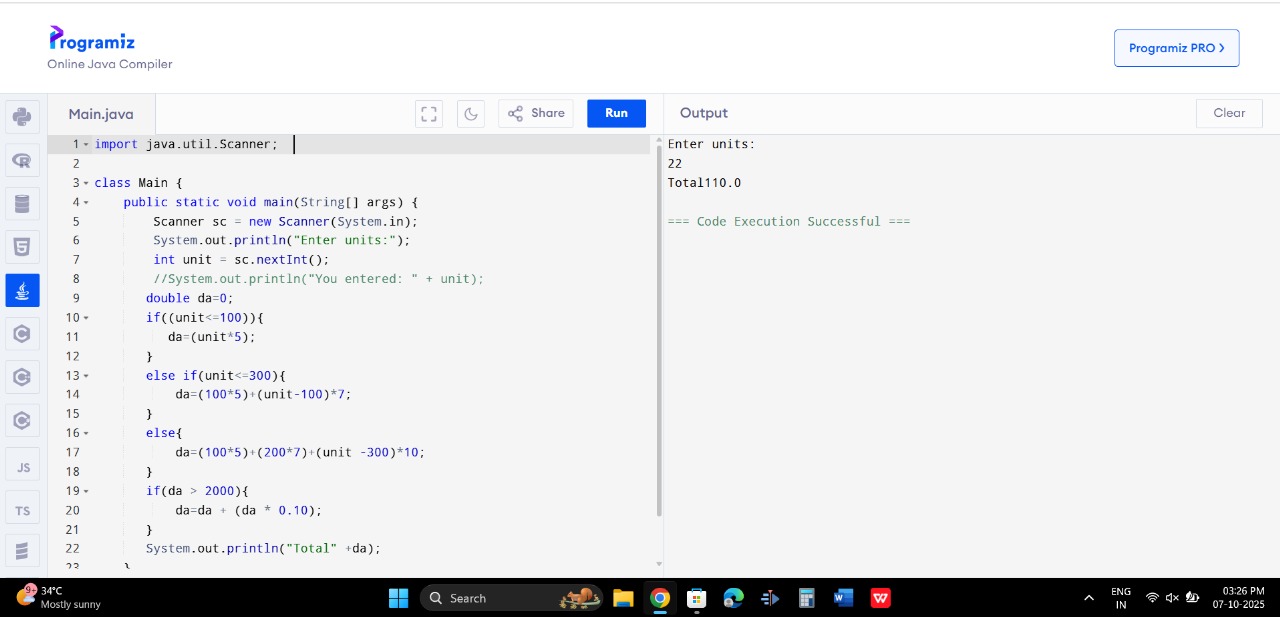 Programiz
Online Java Compiler
Programiz PRO >
Main.java
Share
Run
Output
Clear
1 import java.util.Scanner;
2
3 class Main {
4 public static void main(String[] args) {
5 Scanner sc = new Scanner(System.in);
6 System.out.println("Enter units:");
7 int unit = sc.nextInt();
8 //System.out.println("You entered: " + unit);
9 double da=0;
10 if((unit<=100)){
11 da=(unit*5);
12 }
13 else if(unit<=300){
14 da=(100*5)+(unit-100)*7;
15 }
16 else{
17 da=(100*5)+(200*7)+(unit -300)*10;
18 }
19 if(da > 2000){
20 da=da + (da * 0.10);
21 }
22 System.out.println("Total" +da);
23 }
Enter units:
22
Total110.0
=== Code Execution Successful ===
JS
TS
9+
34°C
Mostly sunny
Search
ENG
IN
03:26 PM
07-10-2025